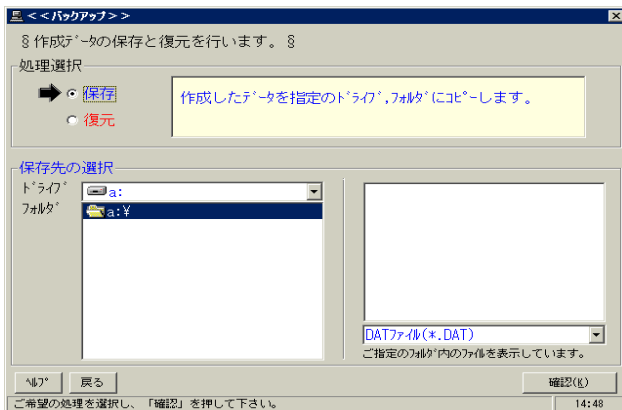 <<バックアップ>>
§作成ﾃﾞｰﾀの保存と復元を行います。§
処理選択
保存
作成したﾃﾞｰﾀを指定のﾄﾞﾗｲﾌﾞ,ﾌｫﾙﾀﾞにｺﾋﾟｰします。
復元
保存先の選択
ﾄﾞﾗｲﾌﾞ
a:
ﾌｫﾙﾀﾞ
a:¥
DATﾌｧｲﾙ(*.DAT)
ご指定のﾌｫﾙﾀﾞ内のﾌｧｲﾙを表示しています。
ﾍﾙﾌﾟ
戻る
確認(K)
ご希望の処理を選択し、「確認」を押して下さい。
14:48